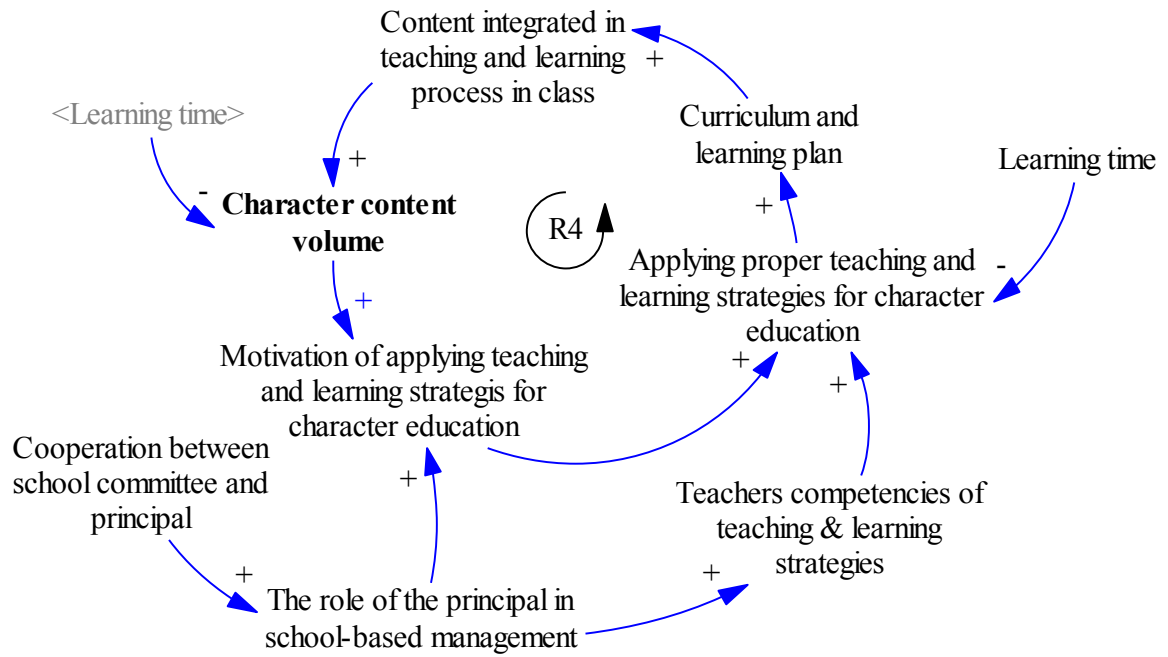 Content integrated in
teaching and learning
process in class
+
<Learning time>
Curriculum and
learning plan
Learning time
+
-
Character content
volume
+
R4
Applying proper teaching and
learning strategies for character
education
-
+
Motivation of applying teaching
and learning strategis for
character education
+
+
Cooperation between
school committee and
principal
+
Teachers competencies of
teaching & learning
strategies
+
+
The role of the principal in
school-based management